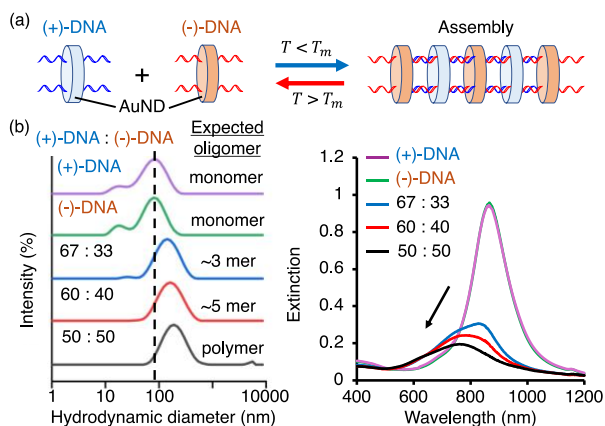 (a)
(+)-DNA
(-)-DNA
Assembly
+
T < Tₘ
T > Tₘ
AuND
(b)
(+)-DNA : (-)-DNA
Expected
oligomer
(+)-DNA
monomer
(-)-DNA
monomer
67 : 33
~3 mer
60 : 40
~5 mer
50 : 50
polymer
Intensity (%)
1
10
100
1000
10000
Hydrodynamic diameter (nm)
(+)-DNA
(-)-DNA
67 : 33
60 : 40
50 : 50
Extinction
1.2
1
0.8
0.6
0.4
0.2
0
400
600
800
1000
1200
Wavelength (nm)